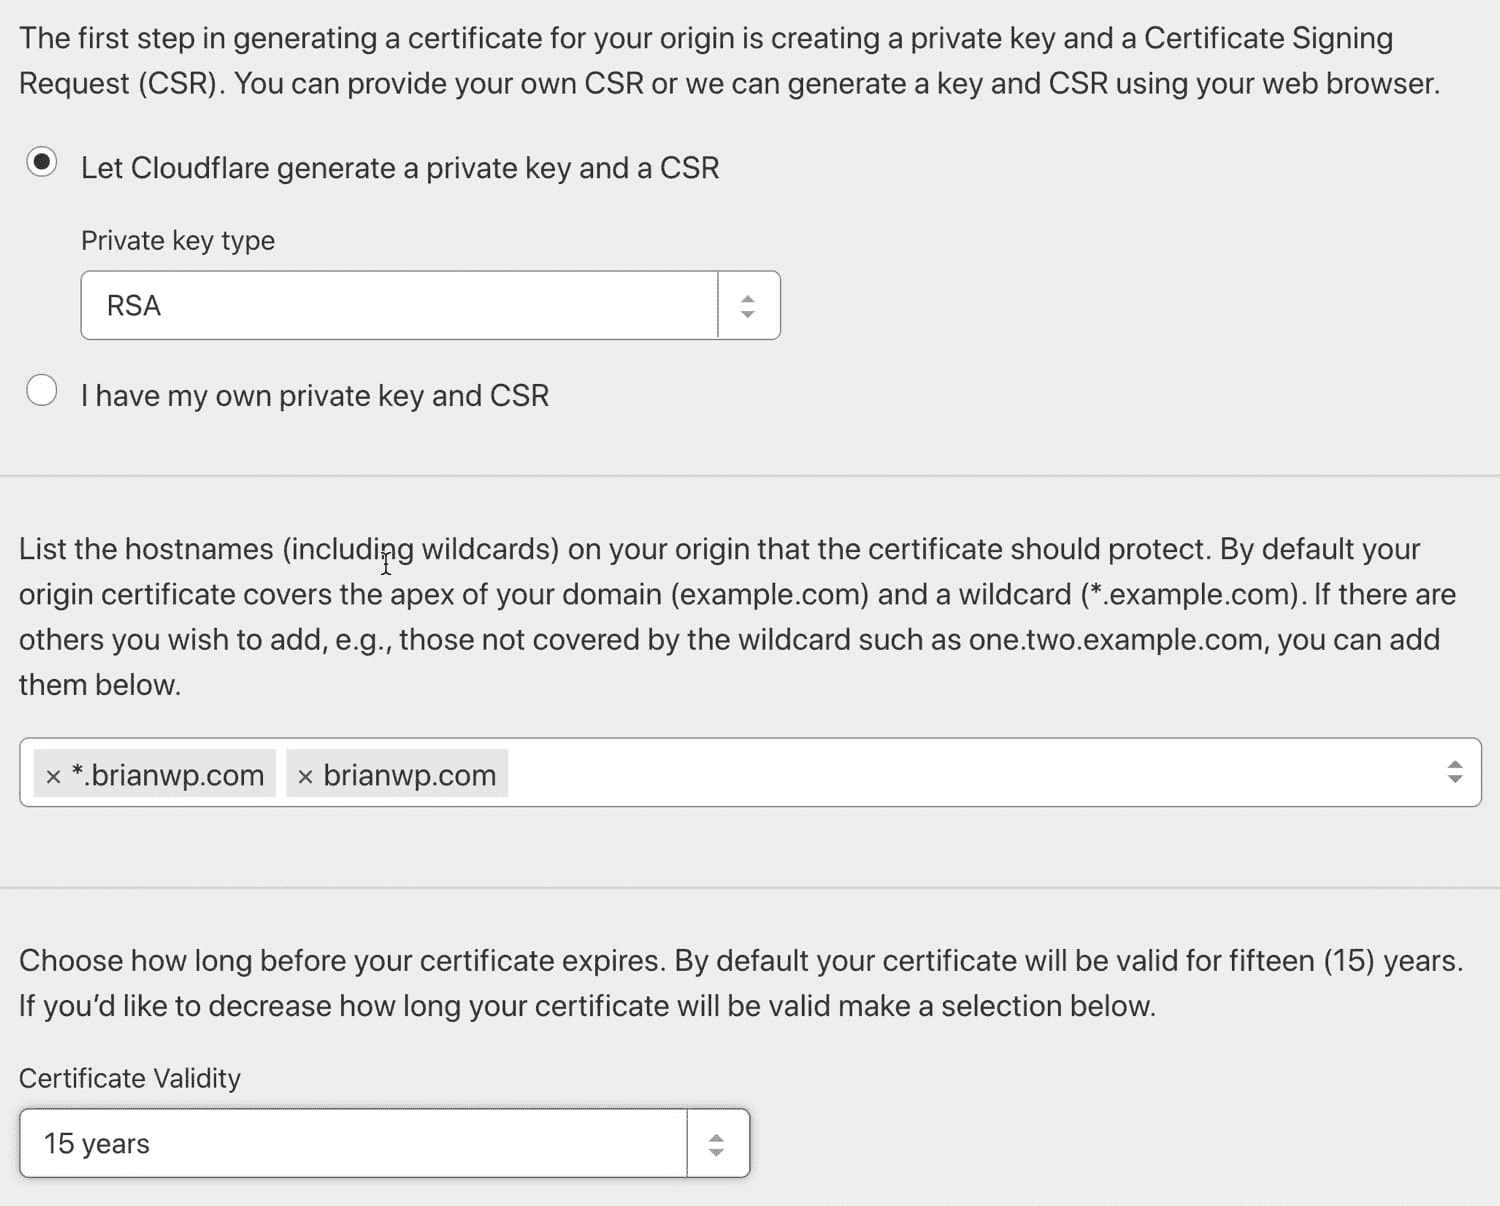 The first step in generating a certificate for your origin is creating a private key and a Certificate Signing
Request (CSR). You can provide your own CSR or we can generate a key and CSR using your web browser.
Let Cloudflare generate a private key and a CSR
Private key type
RSA
I have my own private key and CSR
List the hostnames (including wildcards) on your origin that the certificate should protect. By default your
origin certificate covers the apex of your domain (example.com) and a wildcard (*.example.com). If there are
others you wish to add, e.g., those not covered by the wildcard such as one.two.example.com, you can add
them below.
× *.brianwp.com × brianwp.com
Choose how long before your certificate expires. By default your certificate will be valid for fifteen (15) years.
If you’d like to decrease how long your certificate will be valid make a selection below.
Certificate Validity
15 years